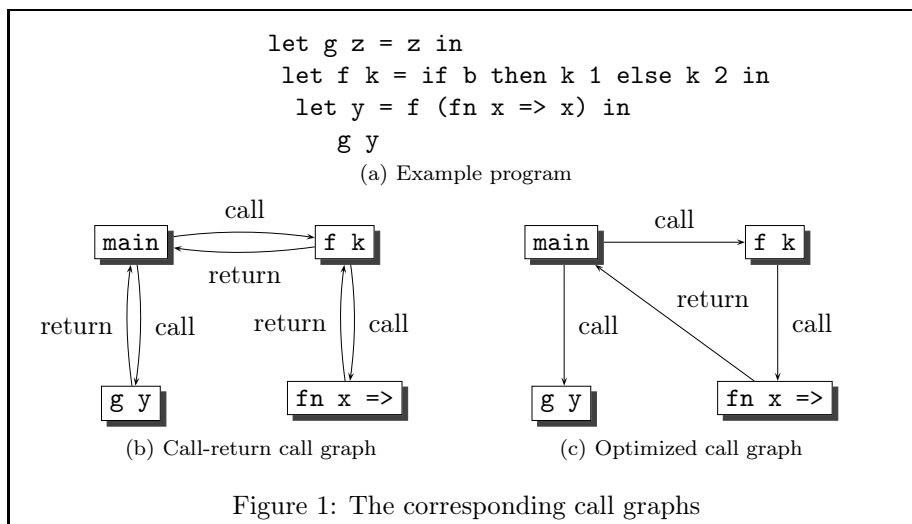 let g z = z in
let f k = if b then k 1 else k 2 in
let y = f (fn x => x) in
g y
(a) Example program
call
main
f k
return
return
call
return
call
g y
fn x =>
(b) Call-return call graph
main
call
f k
return
call
call
g y
fn x =>
(c) Optimized call graph
Figure 1: The corresponding call graphs